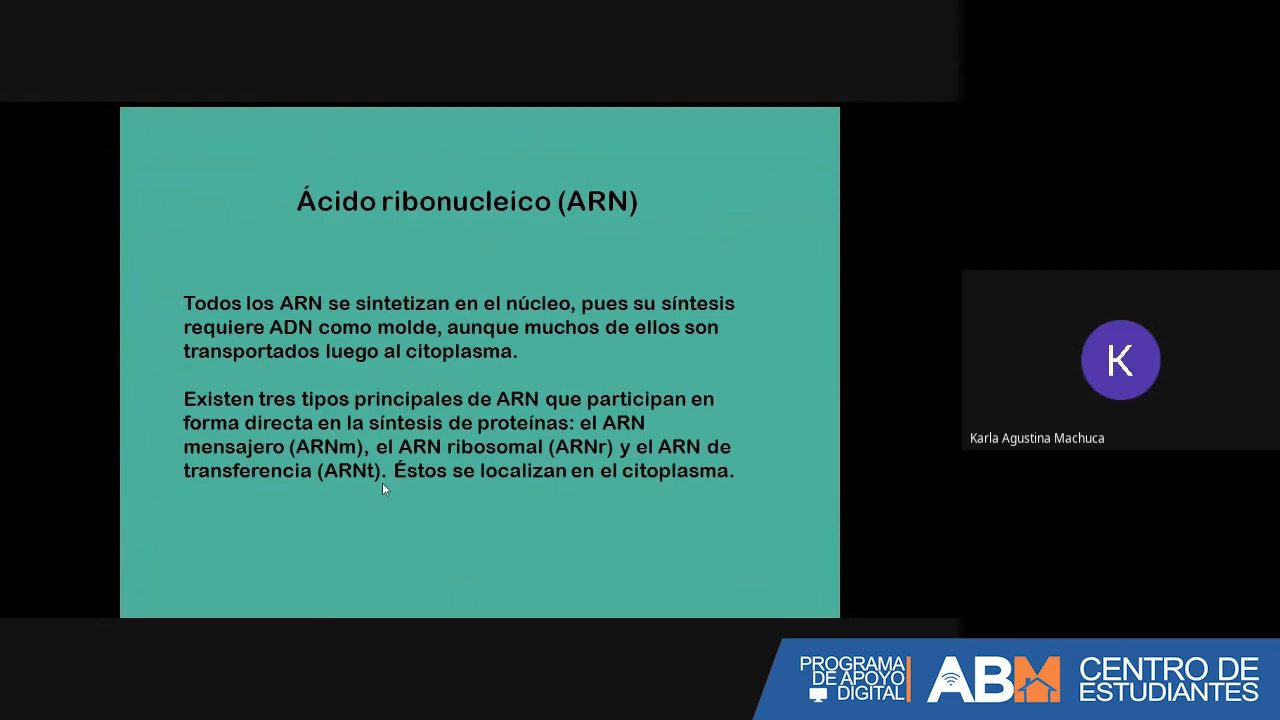 Ácido ribonucleico (ARN)
Todos los ARN se sintetizan en el núcleo, pues su síntesis
requiere ADN como molde, aunque muchos de ellos son
transportados luego al citoplasma.
Existen tres tipos principales de ARN que participan en
forma directa en la síntesis de proteínas: el ARN
mensajero (ARNm), el ARN ribosomal (ARNr) y el ARN de
transferencia (ARNt). Éstos se localizan en el citoplasma.
K
Karla Agustina Machuca
PROGRAMA
DE APOYO
DIGITAL
ABM
CENTRO DE
ESTUDIANTES